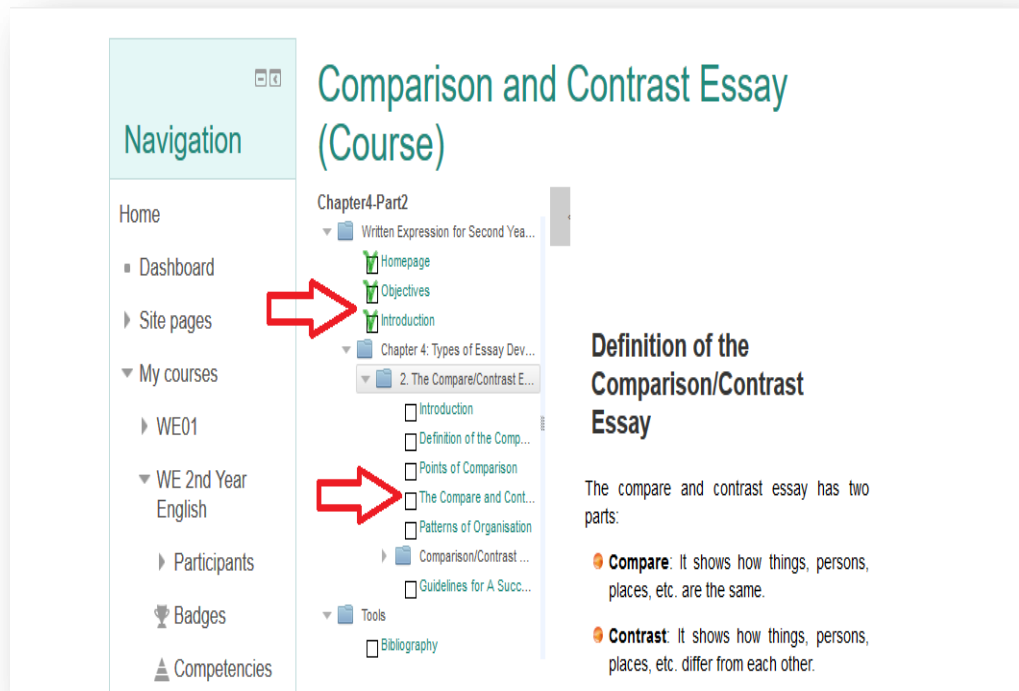 Navigation
Home
Dashboard
Site pages
My courses
WE01
WE 2nd Year
English
Participants
Badges
Competencies
Comparison and Contrast Essay
(Course)
Chapter4-Part2
Written Expression for Second Yea...
Homepage
Objectives
Introduction
Chapter 4: Types of Essay Dev...
2. The Compare/Contrast E...
Introduction
Definition of the Comp...
Points of Comparison
The Compare and Cont...
Patterns of Organisation
Comparison/Contrast ...
Guidelines for A Succ...
Tools
Bibliography
Definition of the
Comparison/Contrast
Essay
The compare and contrast essay has two
parts:
Compare: It shows how things, persons,
places, etc. are the same.
Contrast: It shows how things, persons,
places, etc. differ from each other.